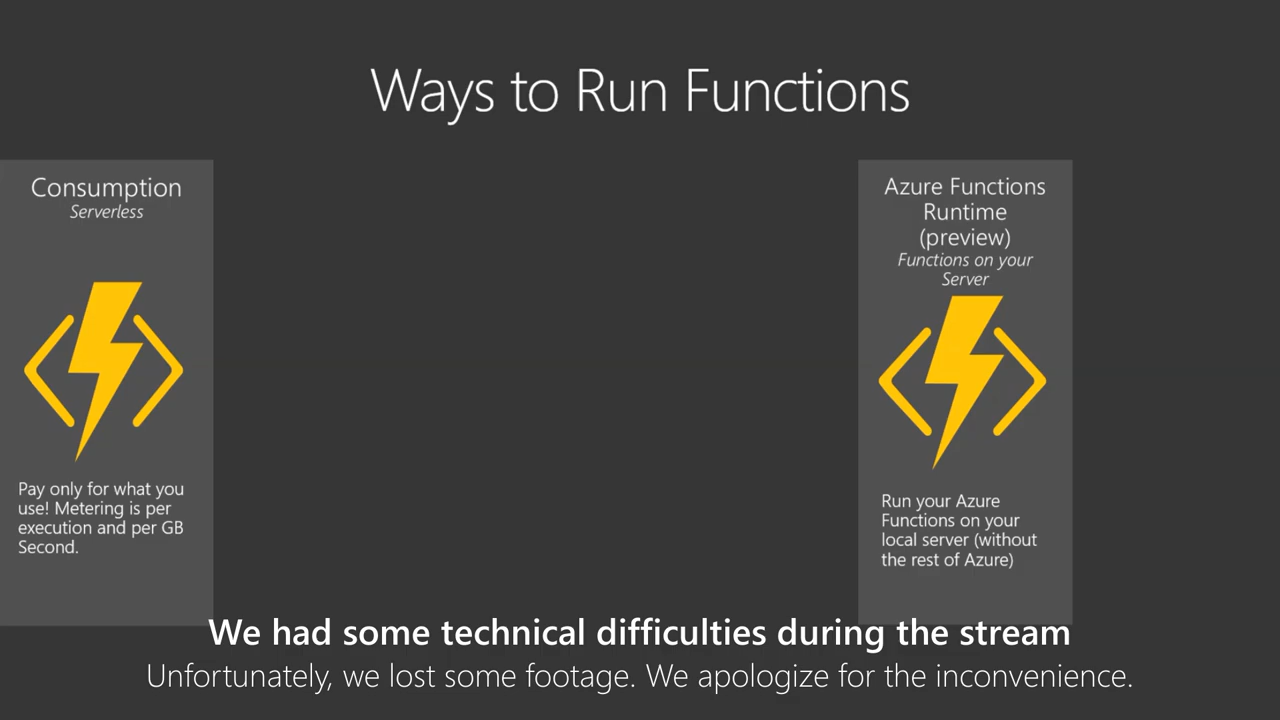 Ways to Run Functions
Consumption
Serverless
Pay only for what you
use! Metering is per
execution and per GB
Second.
Azure Functions
Runtime
(preview)
Functions on your
Server
Run your Azure
Functions on your
local server (without
the rest of Azure)
We had some technical difficulties during the stream
Unfortunately, we lost some footage. We apologize for the inconvenience.